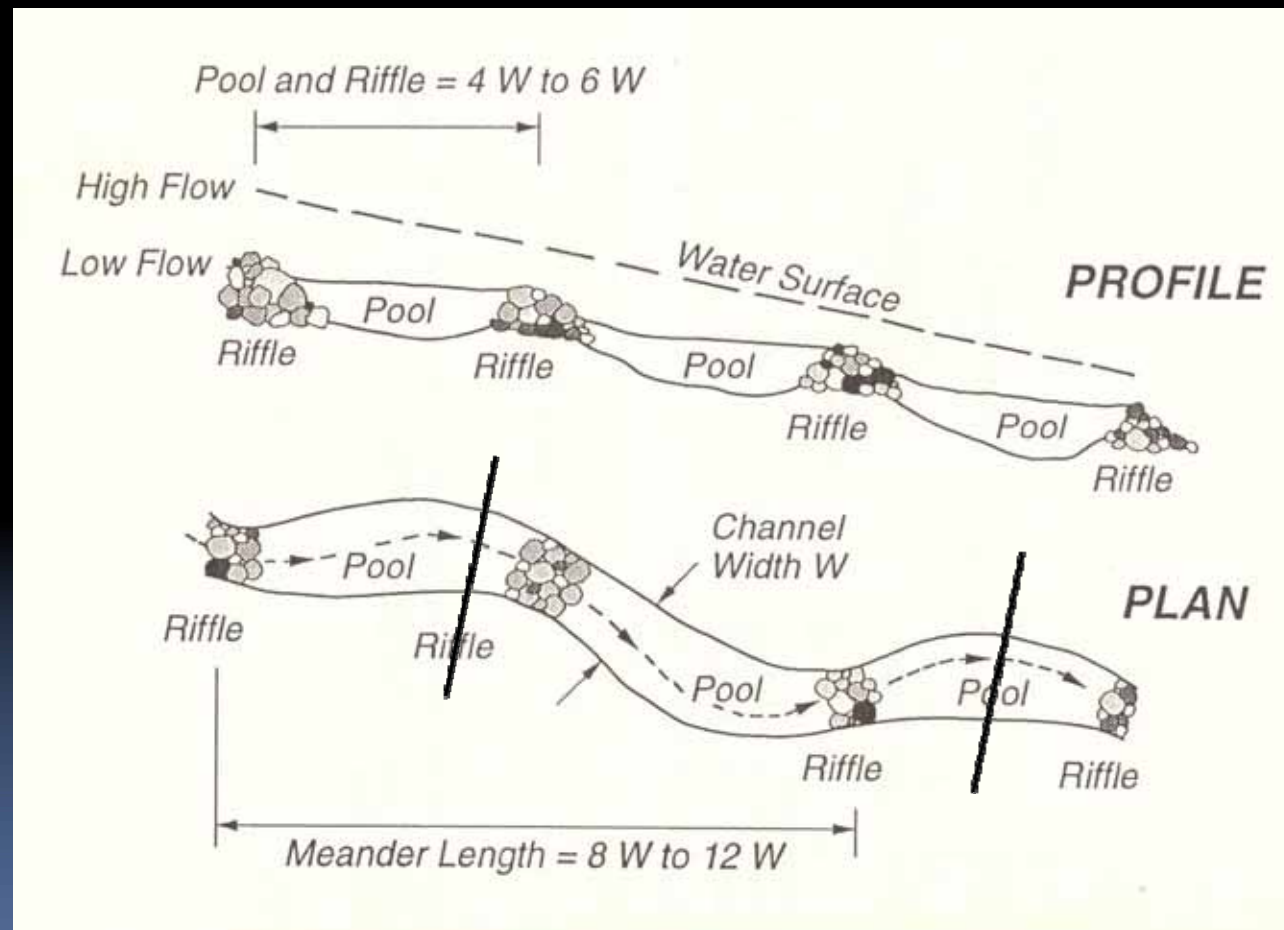 Pool and Riffle = 4 W to 6 W
High Flow
Low Flow
Water Surface
PROFILE
Pool
Riffle
Riffle
Pool
Riffle
Pool
Riffle
Channel
Width W
PLAN
Pool
Riffle
Riffle
Pool
Pool
Riffle
Riffle
Meander Length = 8 W to 12 W